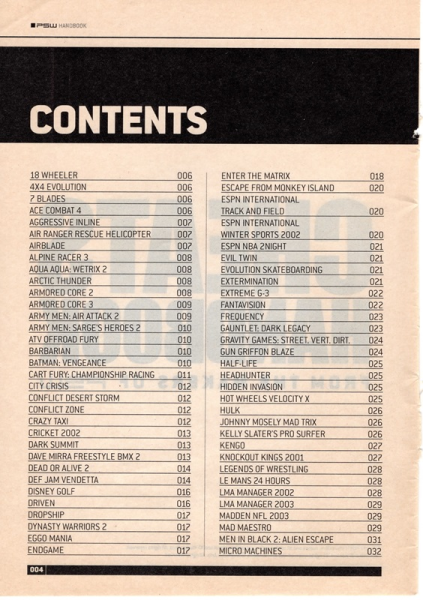 PSW HANDBOOK
CONTENTS
18 WHEELER 006
4X4 EVOLUTION 006
7 BLADES 006
ACE COMBAT 4 006
AGGRESSIVE INLINE 007
AIR RANGER RESCUE HELICOPTER 007
AIRBLADE 007
ALPINE RACER 3 008
AQUA AQUA: WETRIX 2 008
ARCTIC THUNDER 008
ARMORED CORE 2 008
ARMORED CORE 3 009
ARMY MEN: AIR ATTACK 2 009
ARMY MEN: SARGE'S HEROES 2 010
ATV OFFROAD FURY 010
BARBARIAN 010
BATMAN: VENGEANCE 010
CART FURY: CHAMPIONSHIP RACING 011
CITY CRISIS 012
CONFLICT DESERT STORM 012
CONFLICT ZONE 012
CRAZY TAXI 012
CRICKET 2002 013
DARK SUMMIT 013
DAVE MIRRA FREESTYLE BMX 2 013
DEAD OR ALIVE 2 014
DEF JAM VENDETTA 014
DISNEY GOLF 016
DRIVEN 016
DROPSHIP 017
DYNASTY WARRIORS 2 017
EGGO MANIA 017
ENDGAME 017
ENTER THE MATRIX 018
ESCAPE FROM MONKEY ISLAND 020
ESPN INTERNATIONAL
TRACK AND FIELD 020
ESPN INTERNATIONAL
WINTER SPORTS 2002 020
ESPN NBA 2NIGHT 021
EVIL TWIN 021
EVOLUTION SKATEBOARDING 021
EXTERMINATION 021
EXTREME G-3 022
FANTAVISION 022
FREQUENCY 023
GAUNTLET: DARK LEGACY 023
GRAVITY GAMES: STREET. VERT. DIRT. 024
GUN GRIFFON BLAZE 024
HALF-LIFE 025
HEADHUNTER 025
HIDDEN INVASION 025
HOT WHEELS VELOCITY X 025
HULK 026
JOHNNY MOSELY MAD TRIX 026
KELLY SLATER'S PRO SURFER 026
KENGO 027
KNOCKOUT KINGS 2001 027
LEGENDS OF WRESTLING 028
LE MANS 24 HOURS 028
LMA MANAGER 2002 028
LMA MANAGER 2003 029
MADDEN NFL 2003 029
MAD MAESTRO 029
MEN IN BLACK 2: ALIEN ESCAPE 031
MICRO MACHINES 032
004